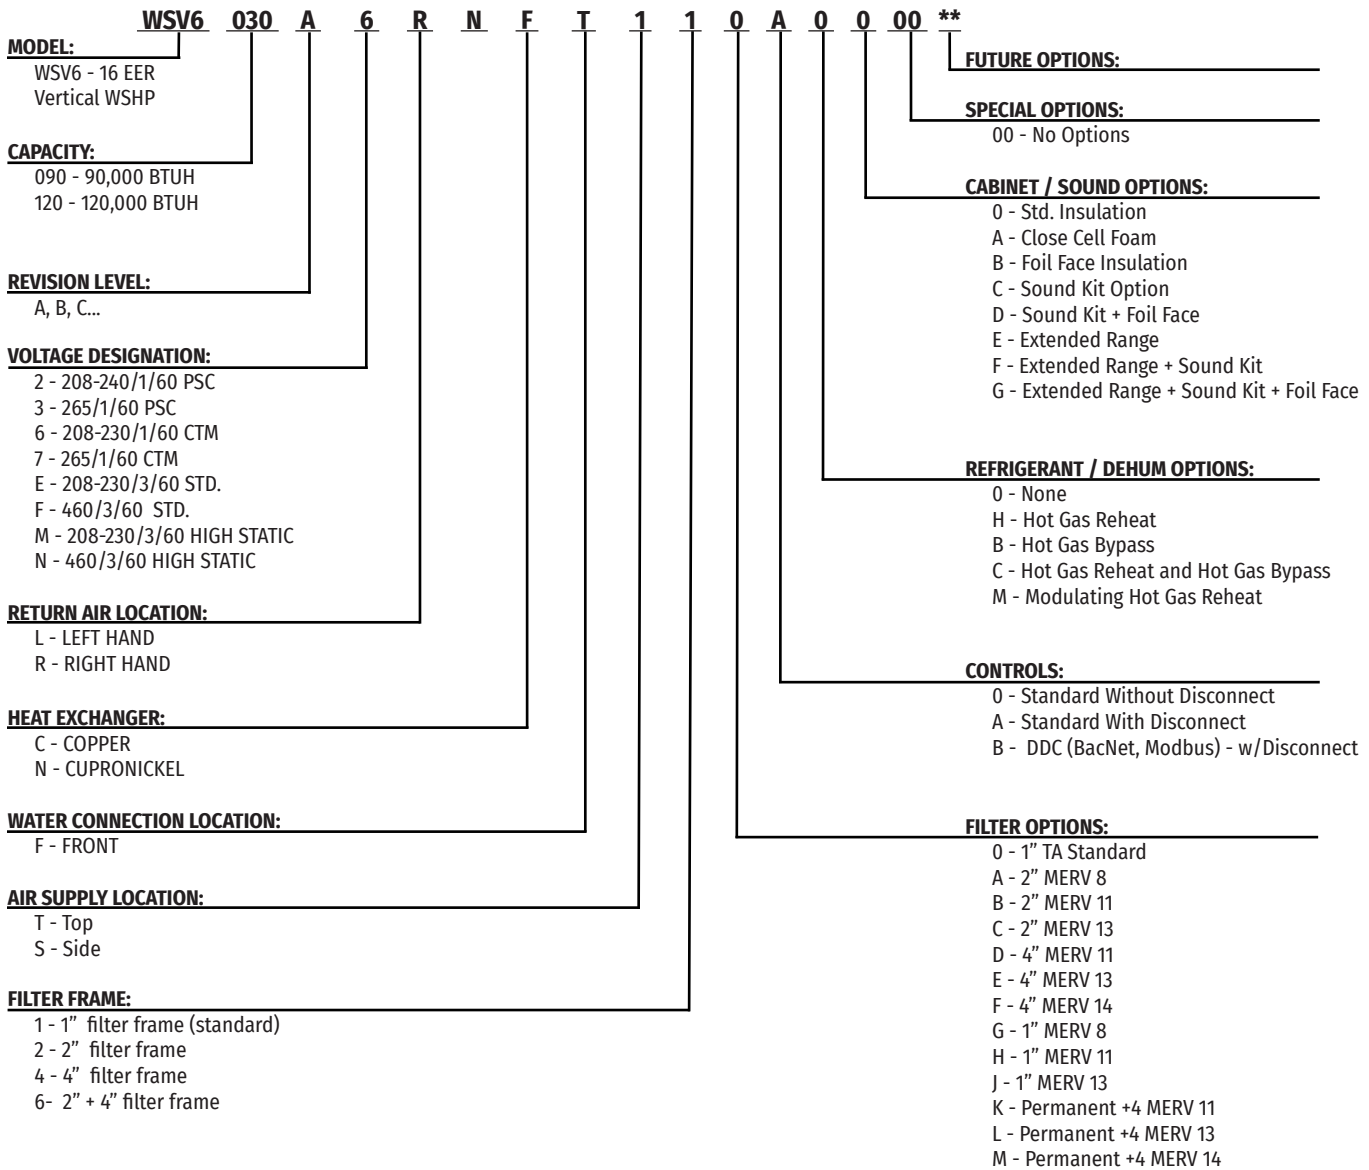 WSV6 030 A 6 R N F T 1 1 0 A 0 0 00 **
MODEL:
WSV6 - 16 EER
Vertical WSHP
CAPACITY:
090 - 90,000 BTUH
120 - 120,000 BTUH
REVISION LEVEL:
A, B, C...
VOLTAGE DESIGNATION:
2 - 208-240/1/60 PSC
3 - 265/1/60 PSC
6 - 208-230/1/60 CTM
7 - 265/1/60 CTM
E - 208-230/3/60 STD.
F - 460/3/60 STD.
M - 208-230/3/60 HIGH STATIC
N - 460/3/60 HIGH STATIC
RETURN AIR LOCATION:
L - LEFT HAND
R - RIGHT HAND
HEAT EXCHANGER:
C - COPPER
N - CUPRONICKEL
WATER CONNECTION LOCATION:
F - FRONT
AIR SUPPLY LOCATION:
T - Top
S - Side
FILTER FRAME:
1 - 1” filter frame (standard)
2 - 2” filter frame
4 - 4” filter frame
6- 2” + 4” filter frame
FUTURE OPTIONS:
SPECIAL OPTIONS:
00 - No Options
CABINET / SOUND OPTIONS:
0 - Std. Insulation
A - Close Cell Foam
B - Foil Face Insulation
C - Sound Kit Option
D - Sound Kit + Foil Face
E - Extended Range
F - Extended Range + Sound Kit
G - Extended Range + Sound Kit + Foil Face
REFRIGERANT / DEHUM OPTIONS:
0 - None
H - Hot Gas Reheat
B - Hot Gas Bypass
C - Hot Gas Reheat and Hot Gas Bypass
M - Modulating Hot Gas Reheat
CONTROLS:
0 - Standard Without Disconnect
A - Standard With Disconnect
B - DDC (BacNet, Modbus) - w/Disconnect
FILTER OPTIONS:
0 - 1” TA Standard
A - 2” MERV 8
B - 2” MERV 11
C - 2” MERV 13
D - 4” MERV 11
E - 4” MERV 13
F - 4” MERV 14
G - 1” MERV 8
H - 1” MERV 11
J - 1” MERV 13
K - Permanent +4 MERV 11
L - Permanent +4 MERV 13
M - Permanent +4 MERV 14